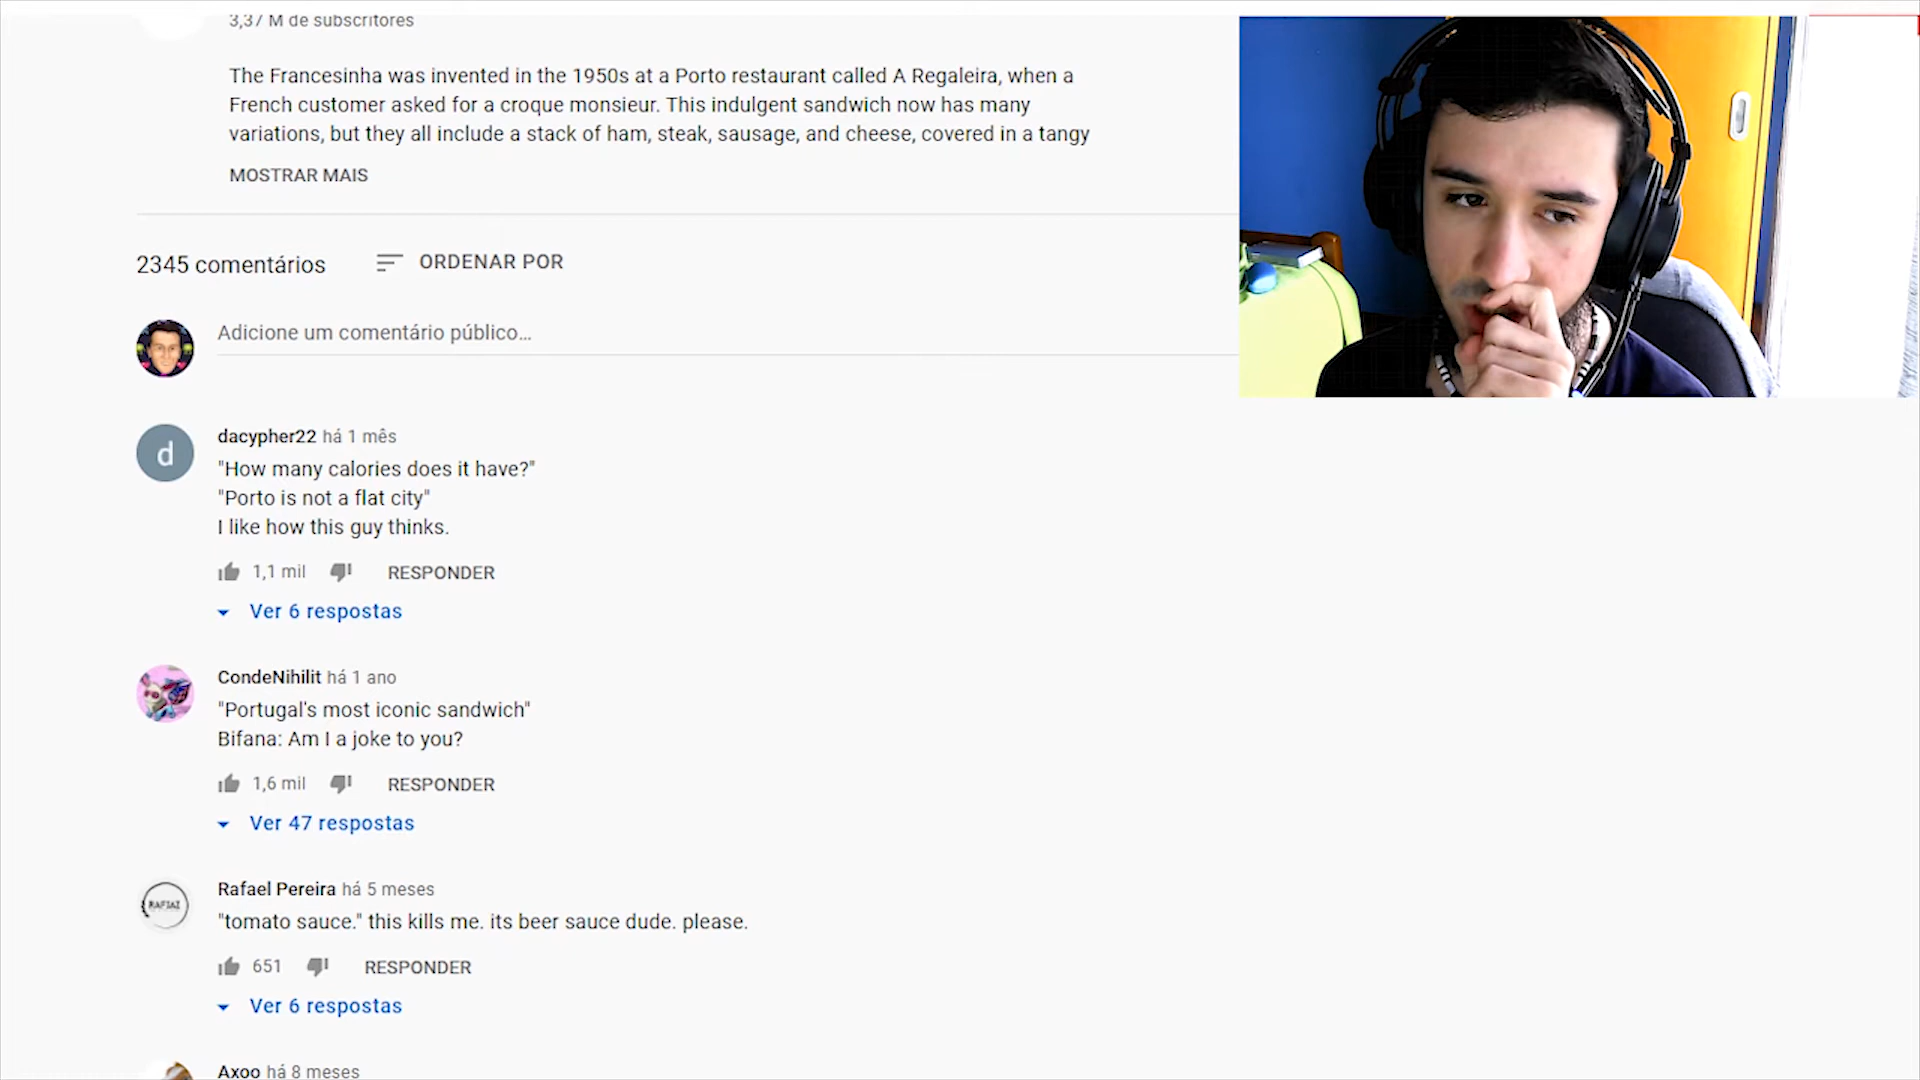 3,37 M de subscritores
The Francesinha was invented in the 1950s at a Porto restaurant called A Regaleira, when a
French customer asked for a croque monsieur. This indulgent sandwich now has many
variations, but they all include a stack of ham, steak, sausage, and cheese, covered in a tangy
MOSTRAR MAIS
2345 comentários
ORDENAR POR
Adicione um comentário público...
d
dacypher22 há 1 mês
"How many calories does it have?"
"Porto is not a flat city"
I like how this guy thinks.
1,1 mil RESPONDER
Ver 6 respostas
CondeNihilit há 1 ano
"Portugal's most iconic sandwich"
Bifana: Am I a joke to you?
1,6 mil RESPONDER
Ver 47 respostas
RAFIAZ
Rafael Pereira há 5 meses
"tomato sauce." this kills me. its beer sauce dude. please.
651 RESPONDER
Ver 6 respostas
Axoo há 8 meses